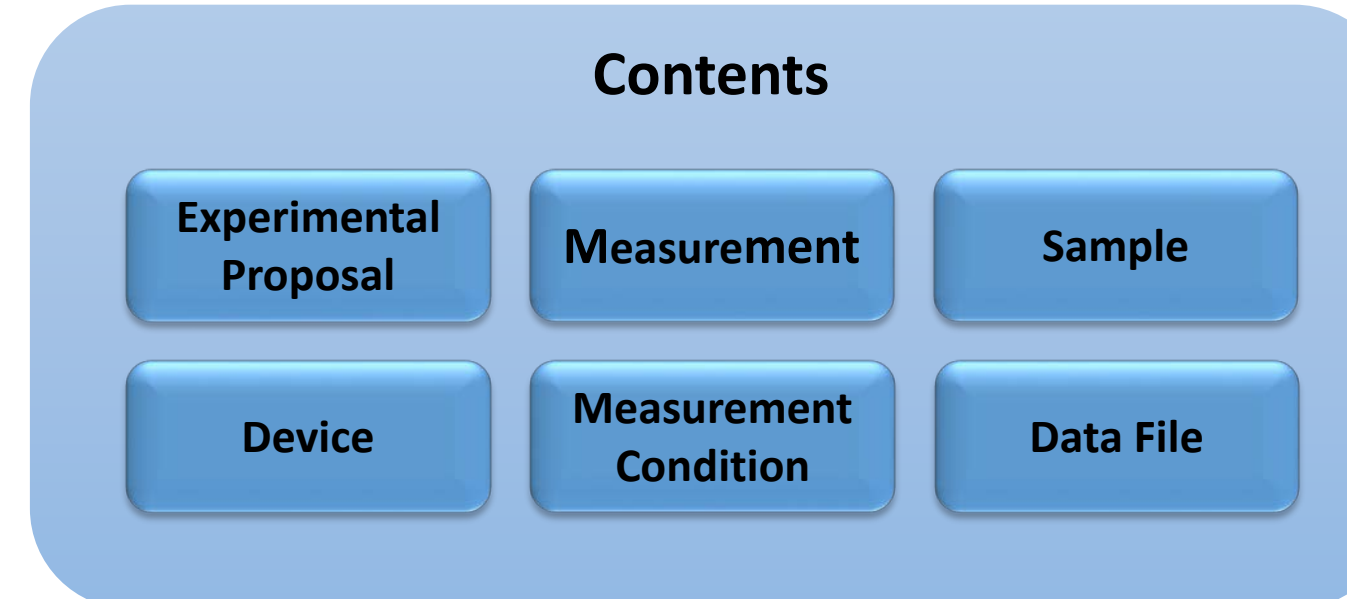 Contents
Experimental
Proposal
Measurement
Sample
Device
Measurement
Condition
Data File